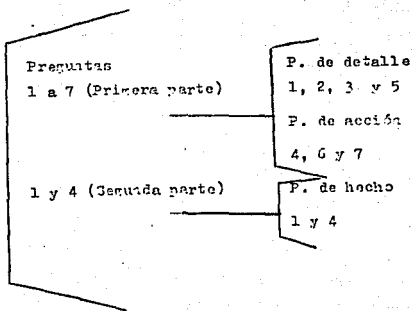 Preguntas
1 a 7 (Primera parte)
P. de detalle
1, 2, 3 y 5
P. de acción
4, 6 y 7
1 y 4 (Segunda parte)
P. de hecho
1 y 4